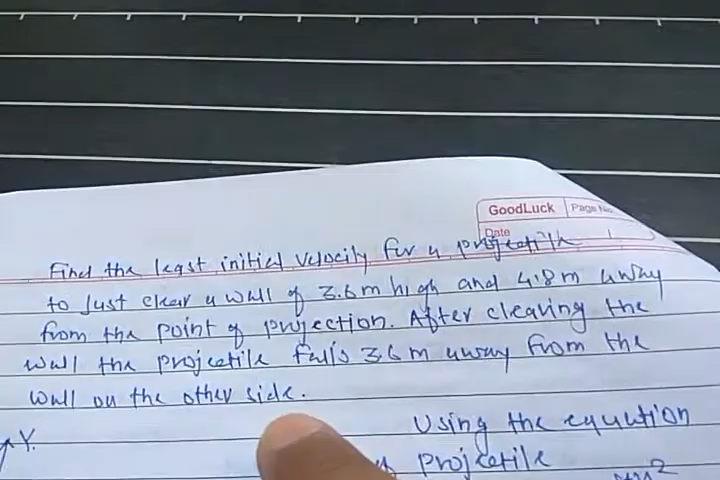 GoodLuck Page No.
Date
Find the least initial velocity for a projectile
to just clear a wall of 3.6m high and 4.8m away
from the point of projection. After clearing the
wall the projectile falls 3.6m away from the
wall on the other side.
Y.
Using the equation
projectile